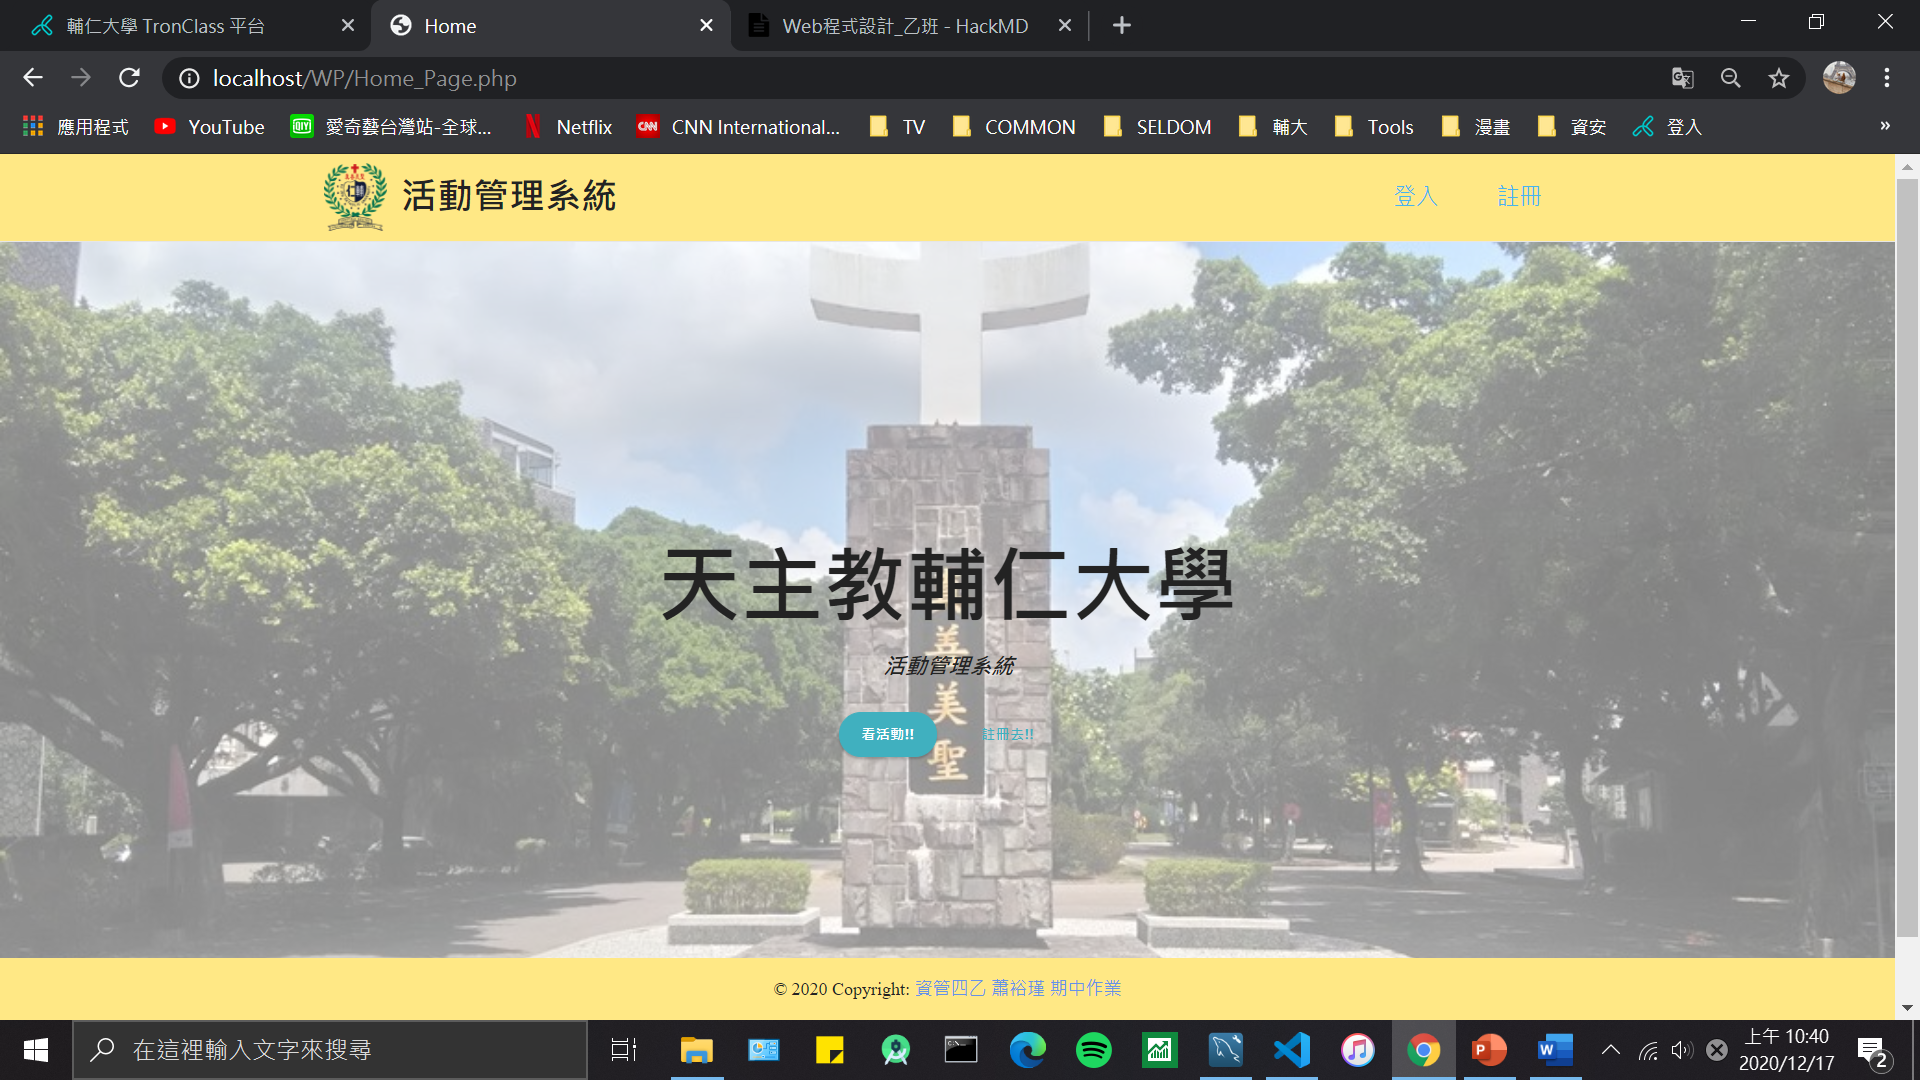 輔仁大學 TronClass 平台
Home
Web程式設計_乙班 - HackMD
localhost/WP/Home_Page.php
應用程式
YouTube
愛奇藝台灣站-全球...
Netflix
CNN International...
TV
COMMON
SELDOM
輔大
Tools
漫畫
資安
登入
»
活動管理系統
登入
註冊
天主教輔仁大學
善
美
聖
活動管理系統
看活動!!
註冊去!!
© 2020 Copyright: 資管四乙 蕭裕瑾 期中作業
在這裡輸入文字來搜尋
上午 10:40
2020/12/17
2